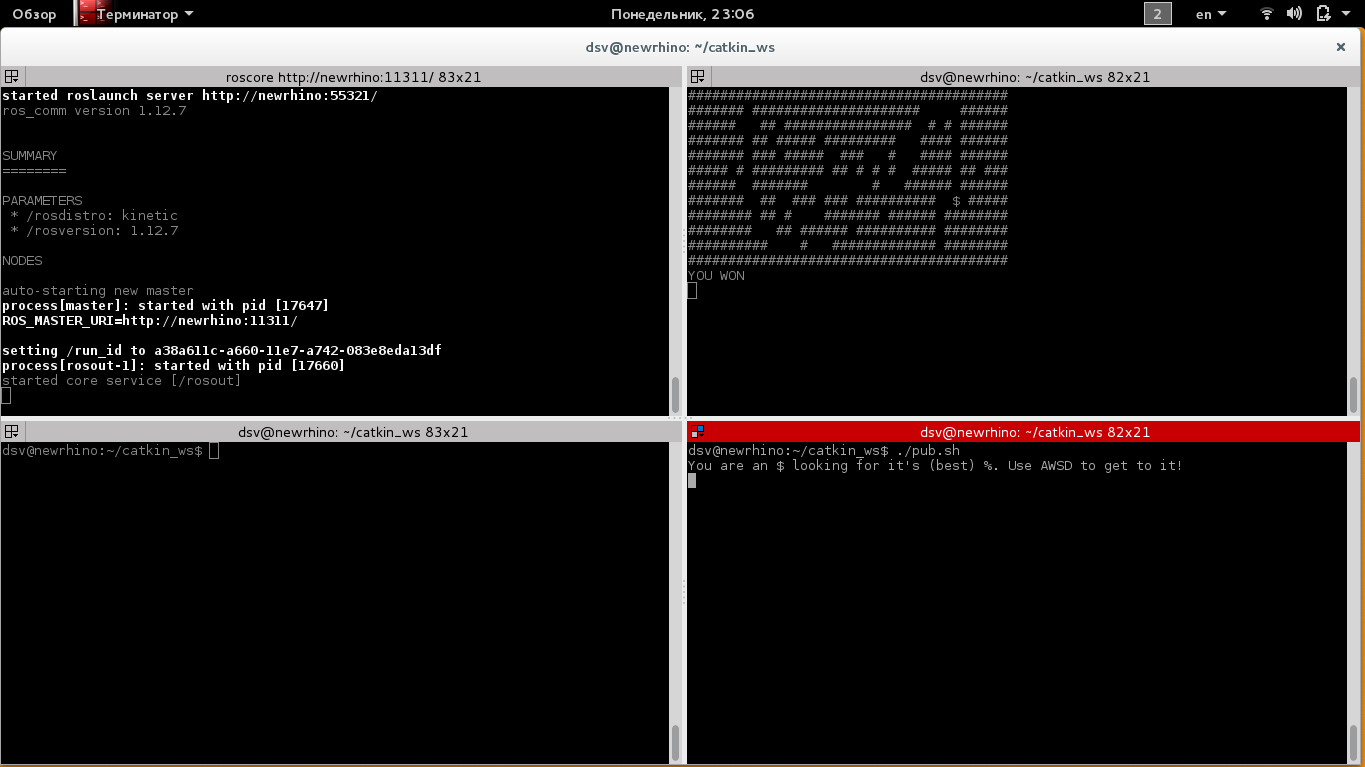 Обзор
Терминатор
Понедельник, 23:06
2
en
dsv@newrhino: ~/catkin_ws
roscore http://newrhino:11311/ 83x21
started roslaunch server http://newrhino:55321/
ros_comm version 1.12.7
SUMMARY
========
PARAMETERS
 * /rosdistro: kinetic
 * /rosversion: 1.12.7
NODES
auto-starting new master
process[master]: started with pid [17647]
ROS_MASTER_URI=http://newrhino:11311/
setting /run_id to a38a611c-a660-11e7-a742-083e8eda13df
process[rosout-1]: started with pid [17660]
started core service [/rosout]
dsv@newrhino: ~/catkin_ws 82x21
########################################
####### #####################     ######
######   ## ################  # # ######
####### ## ##### #########   #### ######
####### ### #####  ###   #   #### ######
##### # ######### ## # # #  ##### ## ###
######  #######        #   ###### ######
#######  ##  ### ### ##########  $ #####
######## ## #    ####### ###### ########
########   ## ###### ########## ########
##########    #   ############# ########
########################################
YOU WON
dsv@newrhino: ~/catkin_ws 83x21
dsv@newrhino:~/catkin_ws$
dsv@newrhino: ~/catkin_ws 82x21
dsv@newrhino:~/catkin_ws$ ./pub.sh
You are an $ looking for it's (best) %. Use AWSD to get to it!